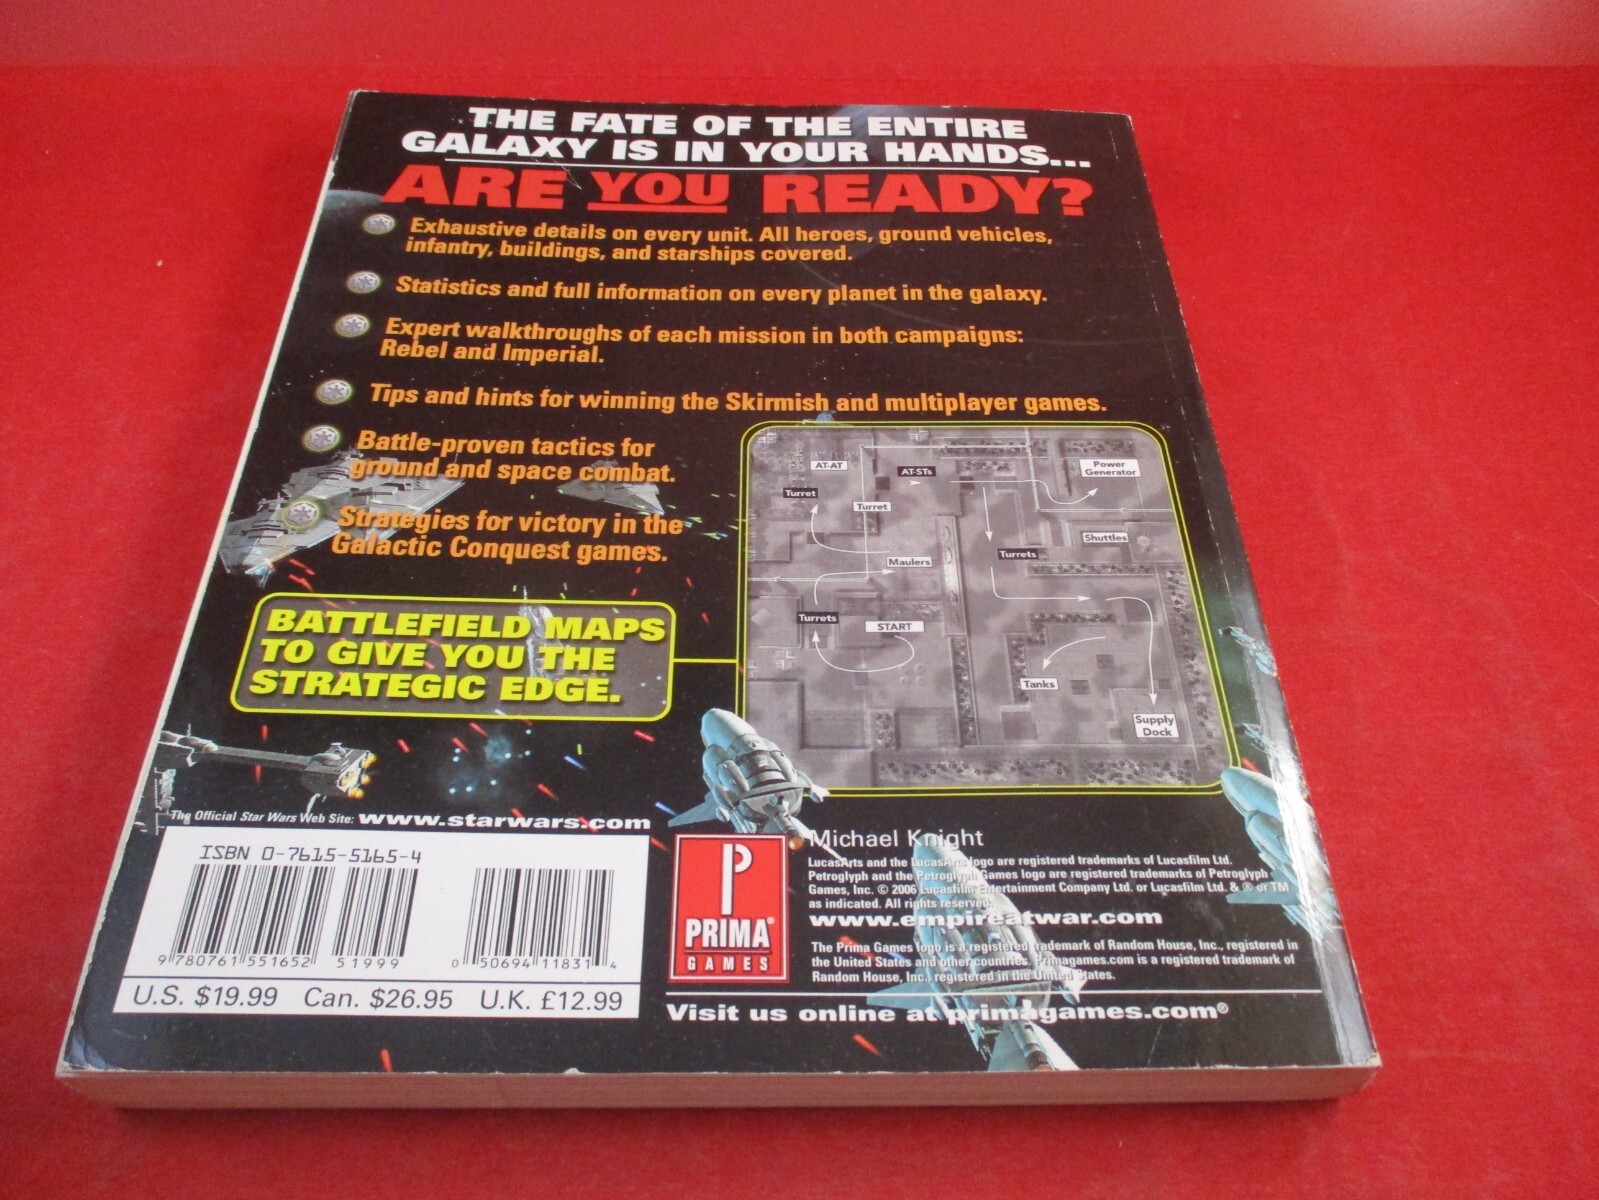 THE FATE OF THE ENTIRE
GALAXY IS IN YOUR HANDS...
ARE YOU READY?
Exhaustive details on every unit. All heroes, ground vehicles,
infantry, buildings, and starships covered.
Statistics and full information on every planet in the galaxy.
Expert walkthroughs of each mission in both campaigns:
Rebel and Imperial.
Tips and hints for winning the Skirmish and multiplayer games.
Battle-proven tactics for
ground and space combat.
Strategies for victory in the
Galactic Conquest games.
BATTLEFIELD MAPS
TO GIVE YOU THE
STRATEGIC EDGE.
AT-AT
AT-STs
Power
Generator
Turret
Turret
Shuttles
Turrets
Maulers
Turrets
START
Tanks
Supply
Dock
The Official Star Wars Web Site: www.starwars.com
ISBN 0-7615-5165-4
9 780761 551652
51999
0 50694 11831 4
U.S. $19.99 Can. $26.95 U.K. £12.99
PRIMA®
GAMES
Michael Knight
LucasArts and the LucasArts logo are registered trademarks of Lucasfilm Ltd.
Petroglyph and the Petroglyph Games logo are registered trademarks of Petroglyph
Games, Inc. © 2006 Lucasfilm Entertainment Company Ltd. or Lucasfilm Ltd. & ® or TM
as indicated. All rights reserved.
www.empireatwar.com
The Prima Games logo is a registered trademark of Random House, Inc., registered in
the United States and other countries. Primagames.com is a registered trademark of
Random House, Inc., registered in the United States.
Visit us online at primagames.com®